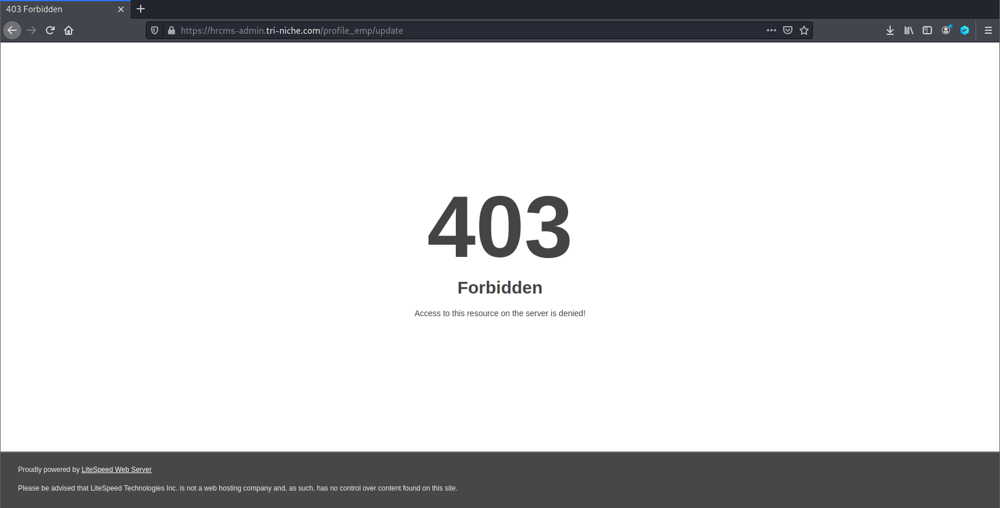 403 Forbidden
https://hrcms-admin.tri-niche.com/profile_emp/update
403
Forbidden
Access to this resource on the server is denied!
Proudly powered by LiteSpeed Web Server
Please be advised that LiteSpeed Technologies Inc. is not a web hosting company and, as such, has no control over content found on this site.